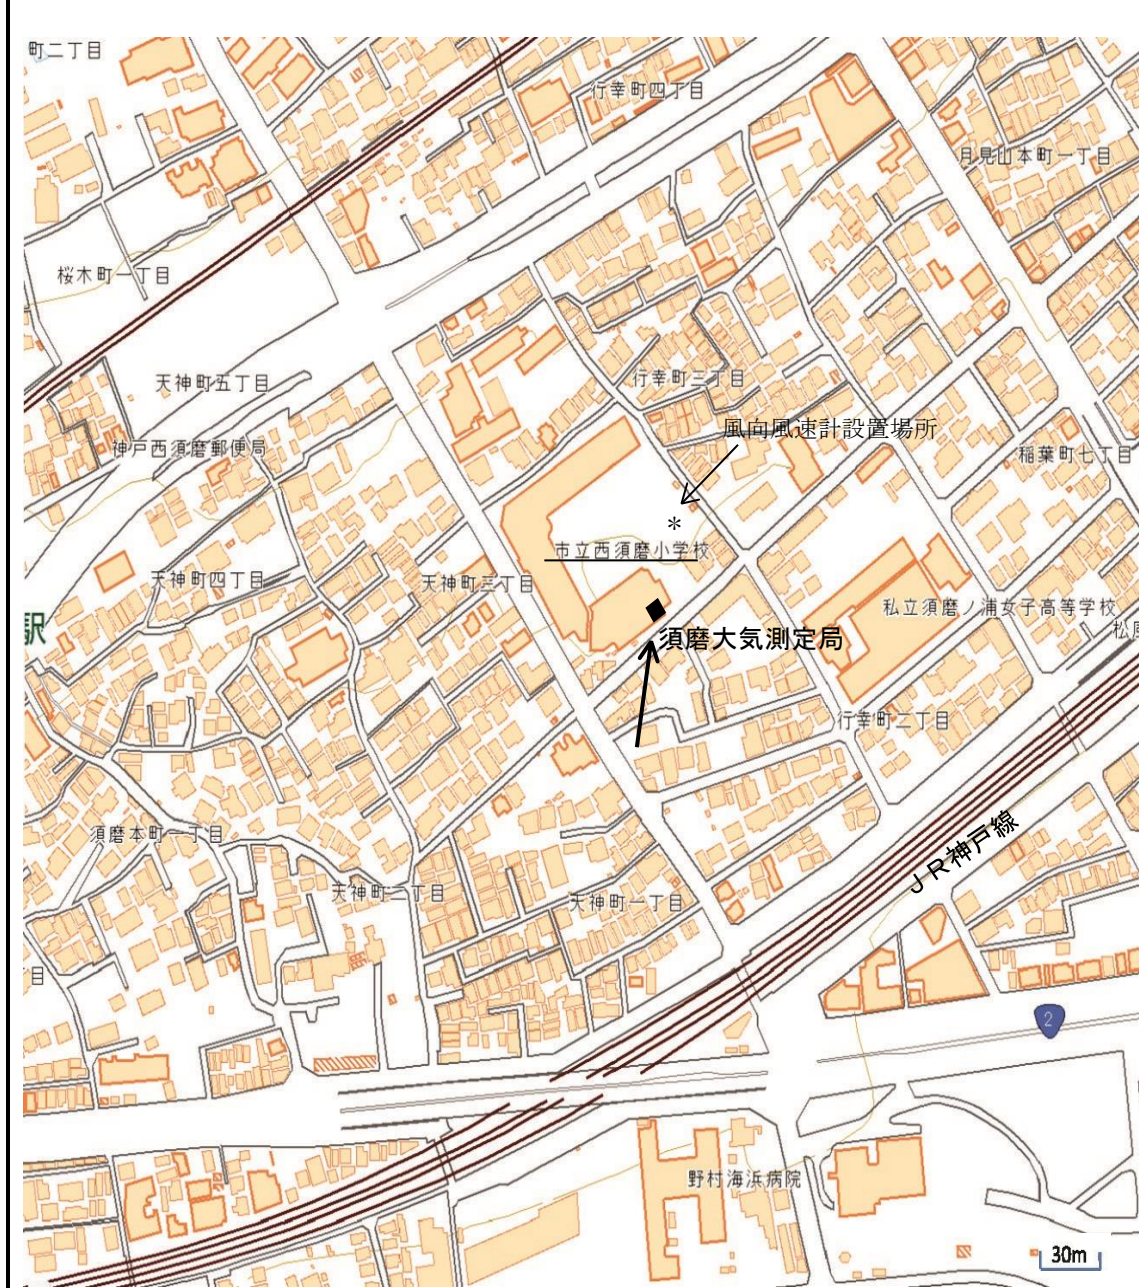 町二丁目
行幸町四丁目
月見山本町一丁目
桜木町一丁目
天神町五丁目
行幸町三丁目
風向風速計設置場所
神戸西須磨郵便局
稲葉町七丁目
*
市立西須磨小学校
天神町四丁目
天神町三丁目
私立須磨ノ浦女子高等学校
駅
須磨大気測定局
松風
行幸町二丁目
須磨本町一丁目
JR神戸線
天神町二丁目
天神町一丁目
目
2
野村海浜病院
30m